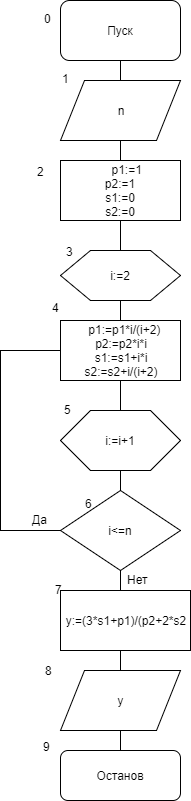 0
Пуск
1
n
2
p1:=1
p2:=1
s1:=0
s2:=0
3
i:=2
4
p1:=p1*i/(i+2)
p2:=p2*i*i
s1:=s1+i*i
s2:=s2+i/(i+2)
5
i:=i+1
6
i<=n
Да
Нет
7
y:=(3*s1+p1)/(p2+2*s2
8
y
9
Останов